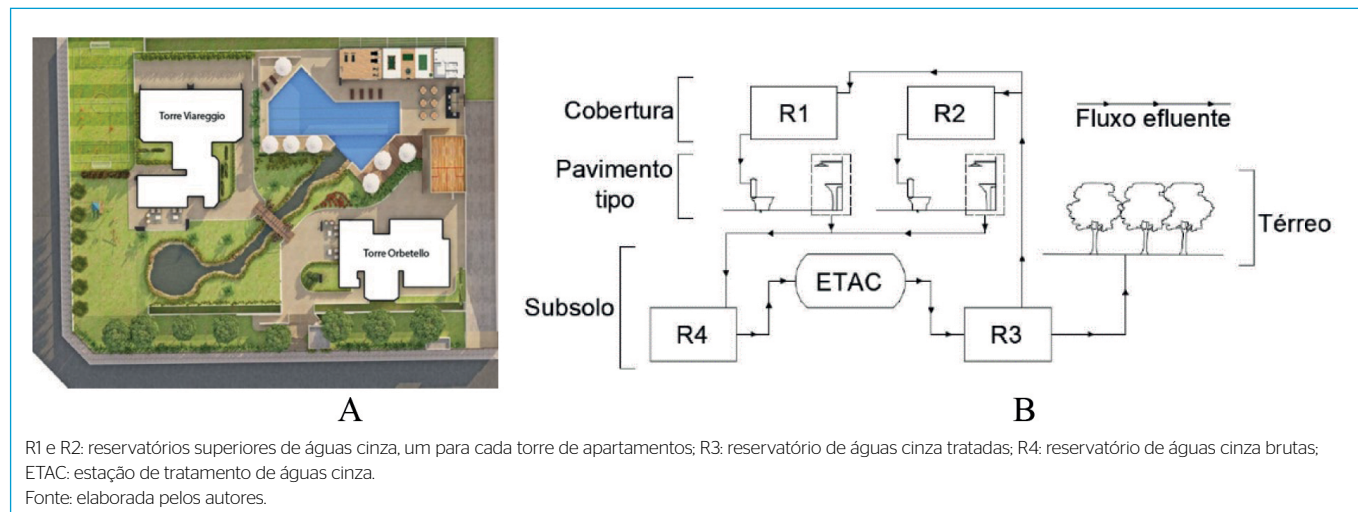 Torre Viareggio
Torre Orbetello
A
Cobertura
R1
R2
Fluxo efluente
Pavimento
tipo
Térreo
Subsolo
ETAC
R4
R3
B
R1 e R2: reservatórios superiores de águas cinza, um para cada torre de apartamentos; R3: reservatório de águas cinza tratadas; R4: reservatório de águas cinza brutas;
ETAC: estação de tratamento de águas cinza.
Fonte: elaborada pelos autores.